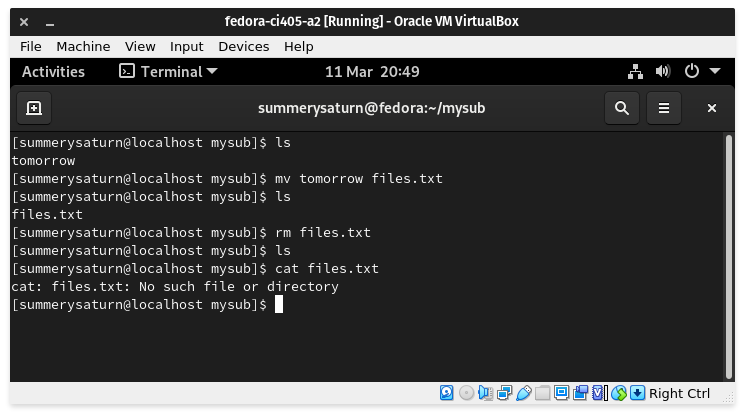 fedora-ci405-a2 [Running] - Oracle VM VirtualBox
File Machine View Input Devices Help
Activities Terminal 11 Mar 20:49
summerysaturn@fedora:~/mysub
[summerysaturn@localhost mysub]$ ls
tomorrow
[summerysaturn@localhost mysub]$ mv tomorrow files.txt
[summerysaturn@localhost mysub]$ ls
files.txt
[summerysaturn@localhost mysub]$ rm files.txt
[summerysaturn@localhost mysub]$ ls
[summerysaturn@localhost mysub]$ cat files.txt
cat: files.txt: No such file or directory
[summerysaturn@localhost mysub]$
Right Ctrl